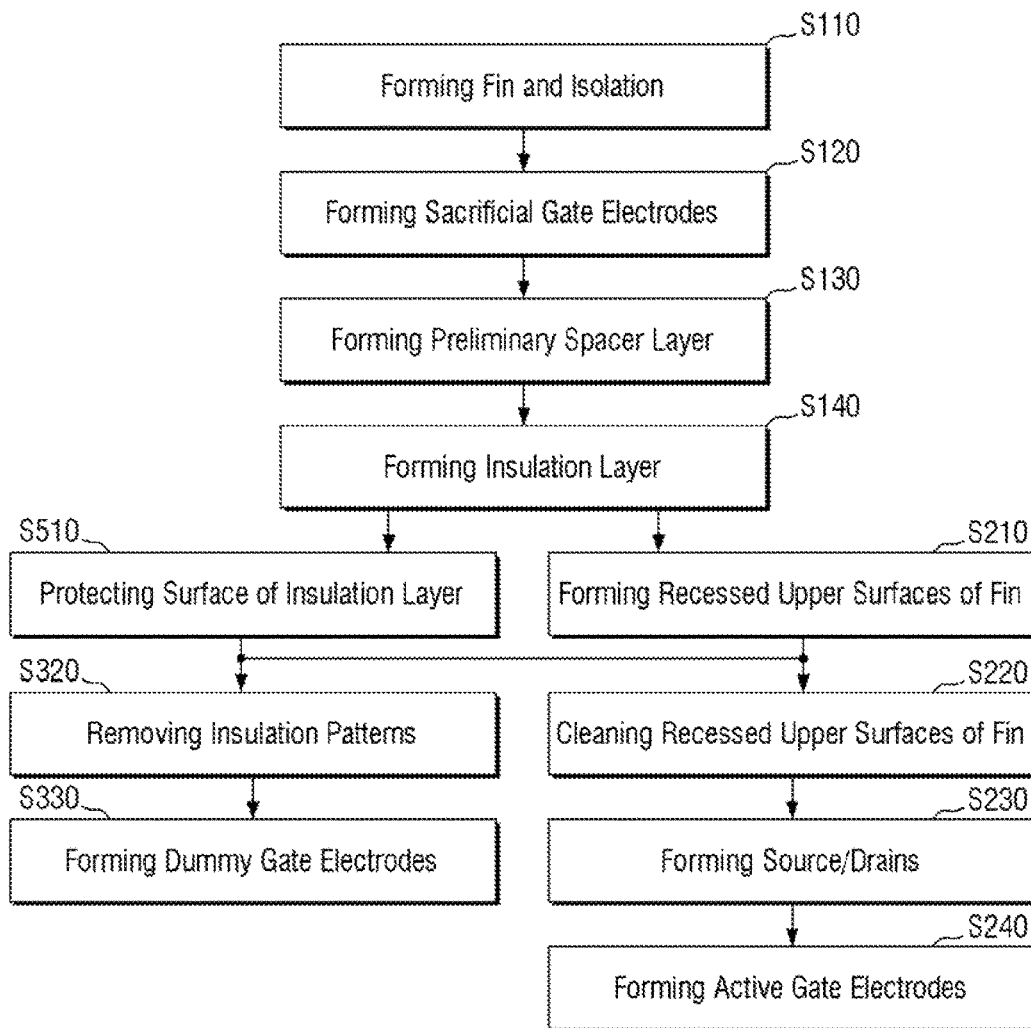 S110
Forming Fin and Isolation
S120
Forming Sacrificial Gate Electrodes
S130
Forming Preliminary Spacer Layer
S140
Forming Insulation Layer
S510
Protecting Surface of Insulation Layer
S210
Forming Recessed Upper Surfaces of Fin
S320
Removing Insulation Patterns
S220
Cleaning Recessed Upper Surfaces of Fin
S330
Forming Dummy Gate Electrodes
S230
Forming Source/Drains
S240
Forming Active Gate Electrodes